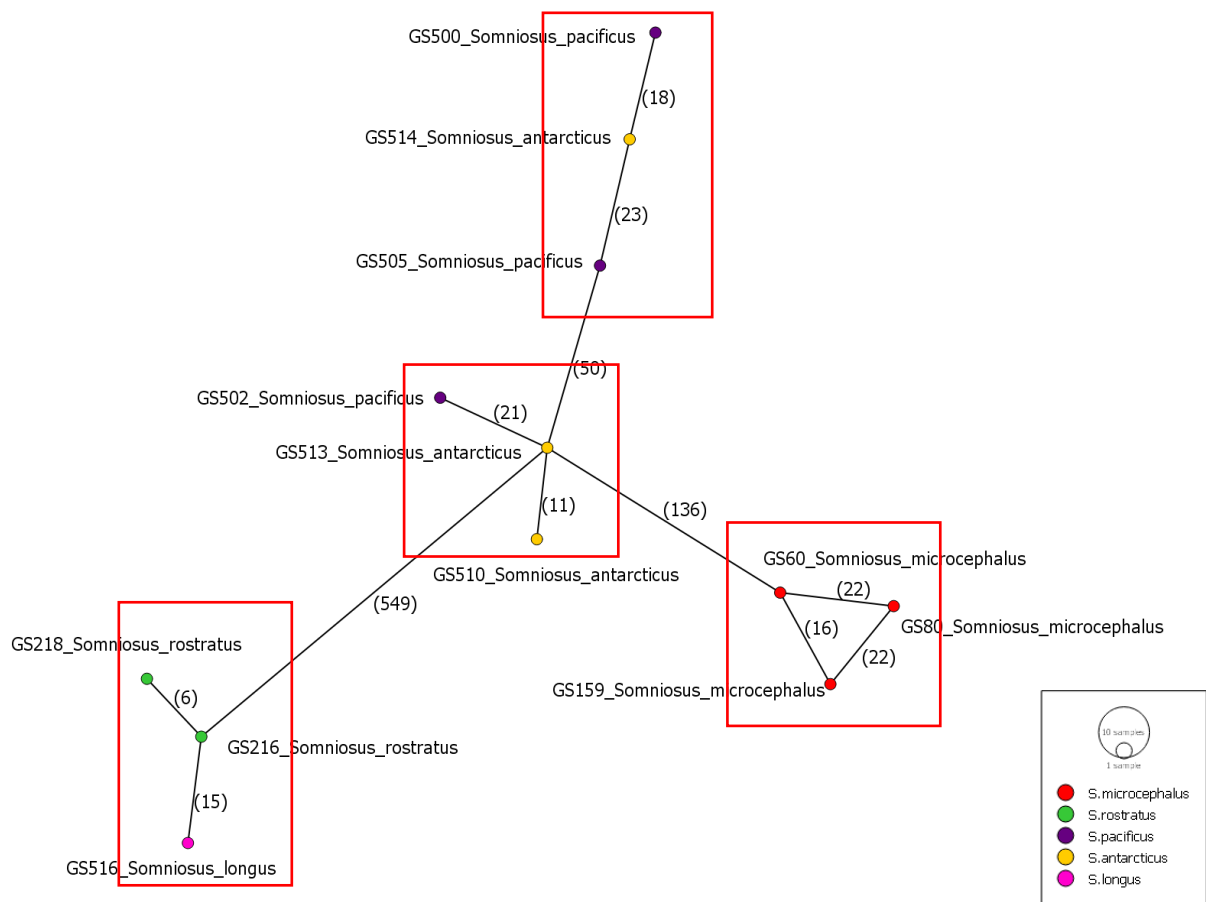 GS500_Somniosus_pacificus
(18)
GS514_Somniosus_antarcticus
(23)
GS505_Somniosus_pacificus
(50)
GS502_Somniosus_pacificus
(21)
GS513_Somniosus_antarcticus
(11)
(136)
GS510_Somniosus_antarcticus
GS60_Somniosus_microcephalus
(22)
(549)
GS80_Somniosus_microcephalus
(16)
GS218_Somniosus_rostratus
(22)
GS159_Somniosus_microcephalus
(6)
GS216_Somniosus_rostratus
(15)
GS516_Somniosus_longus
10 samples
1 sample
S.microcephalus
S.rostratus
S.pacificus
S.antarcticus
S.longus